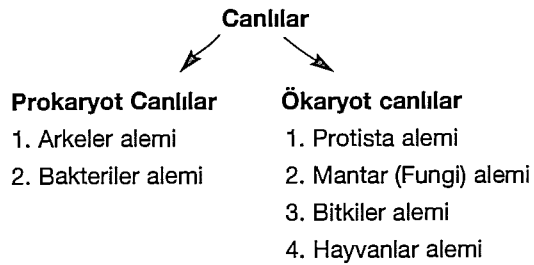 Canlılar
Prokaryot Canlılar
1. Arkeler alemi
2. Bakteriler alemi
Ökaryot canlılar
1. Protista alemi
2. Mantar (Fungi) alemi
3. Bitkiler alemi
4. Hayvanlar alemi